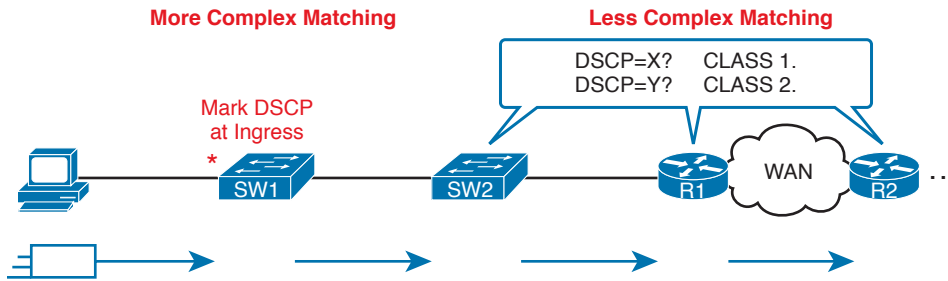 More Complex Matching
Less Complex Matching
DSCP=X? CLASS 1.
DSCP=Y? CLASS 2.
Mark DSCP
at Ingress
*
SW1
SW2
R1
WAN
R2
..